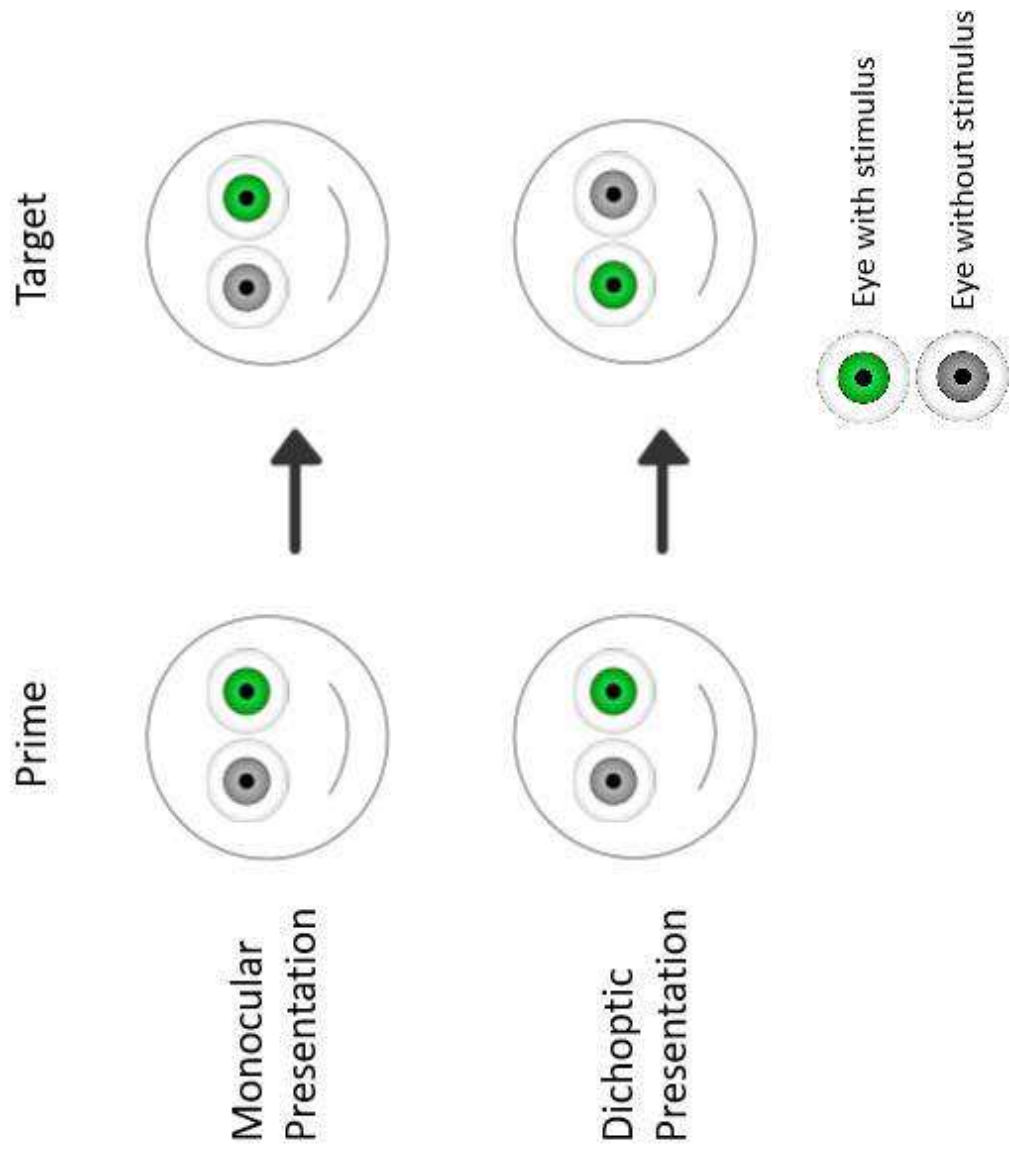 Prime
Target
Monocular
Presentation
Dichoptic
Presentation
Eye with stimulus
Eye without stimulus